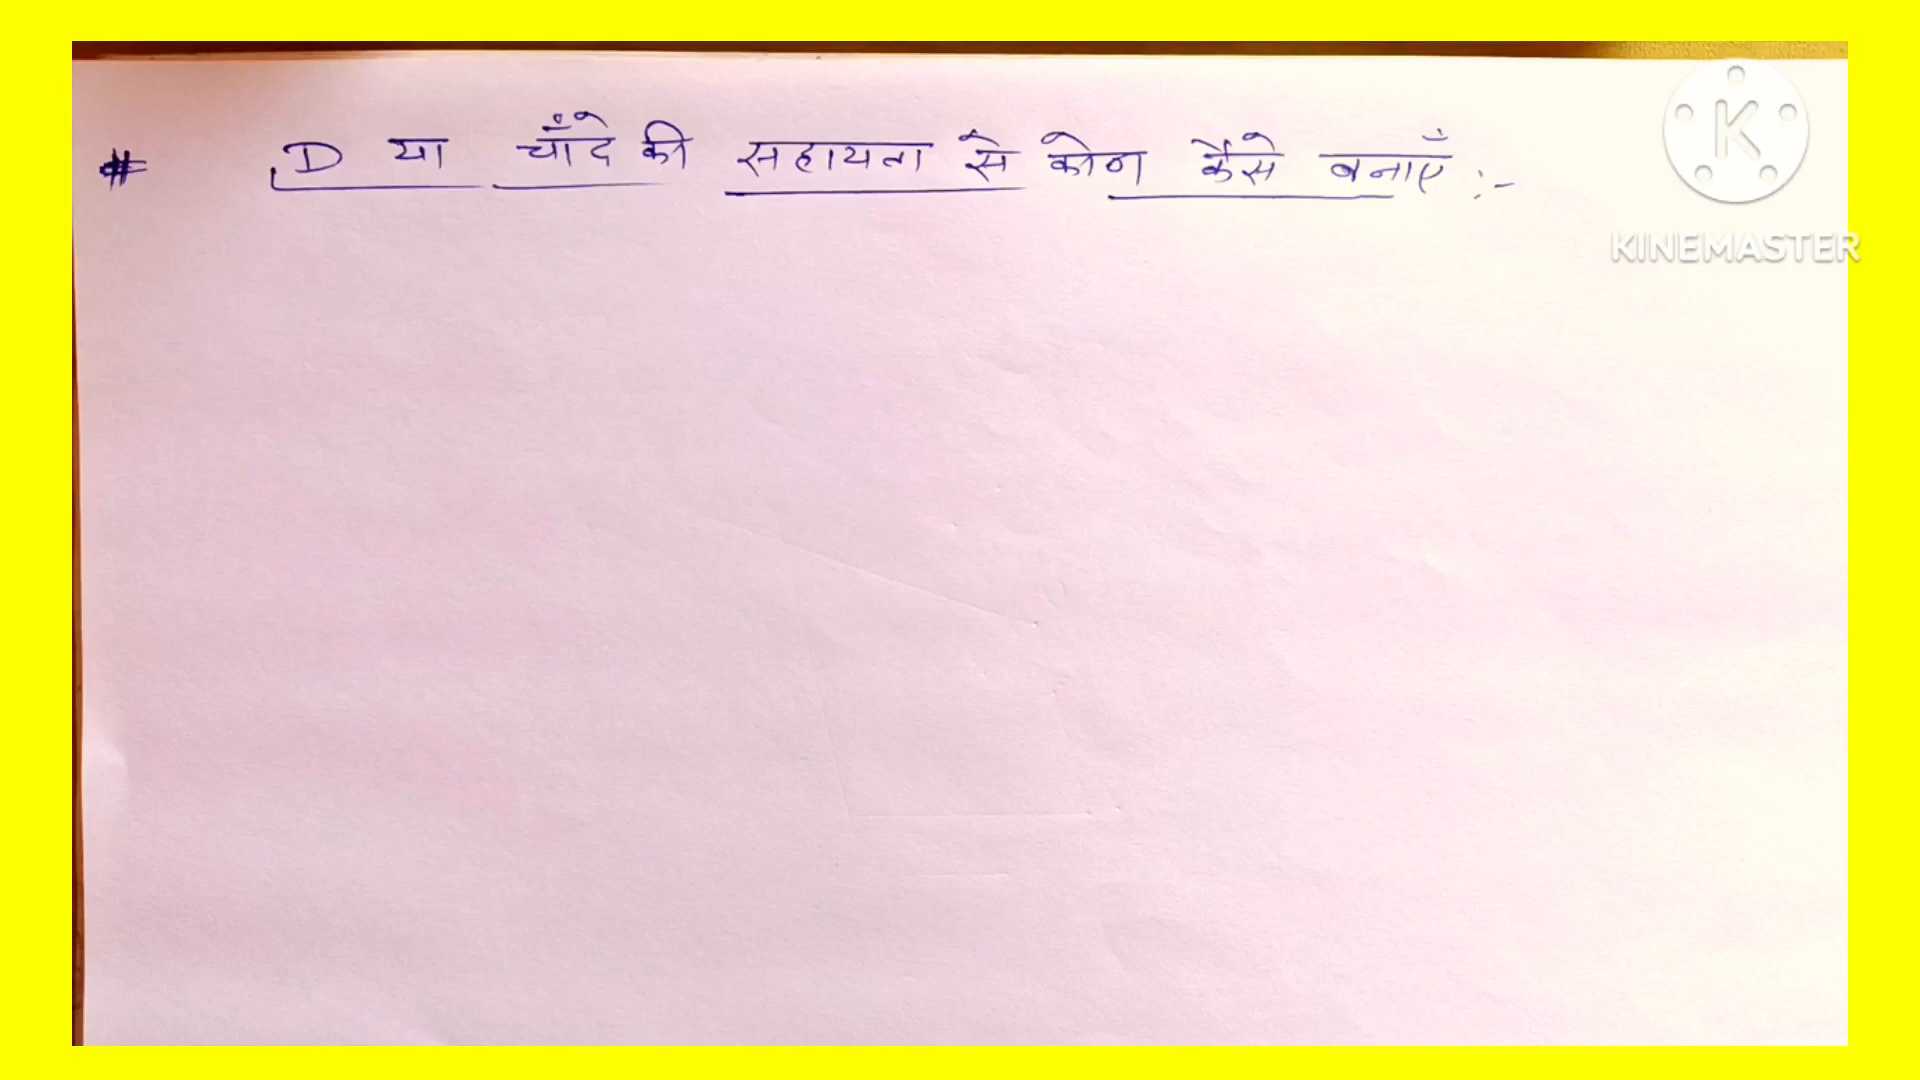 # D या चाँदे की सहायता से कोण कैसे बनाएँ :-
K
KINEMASTER